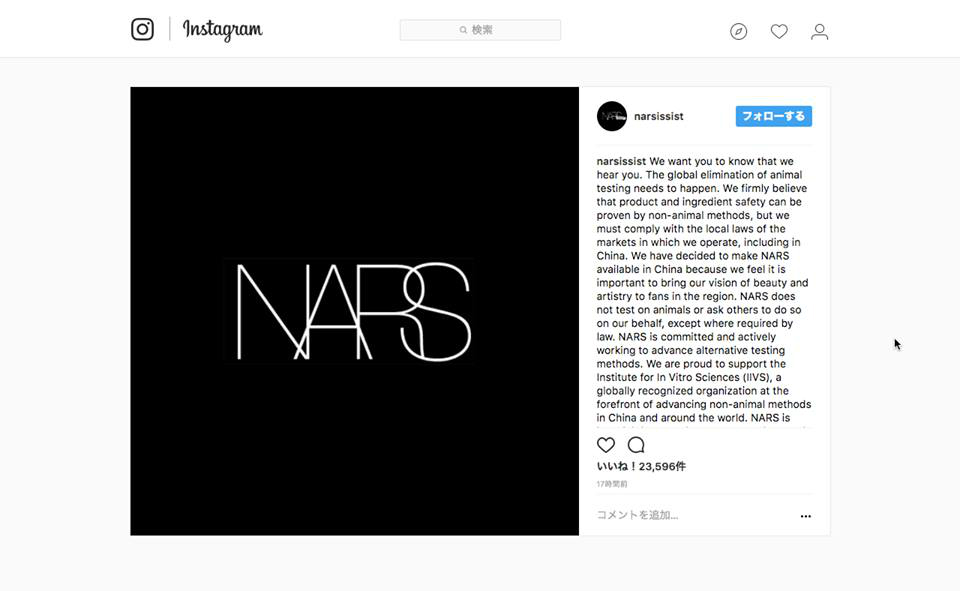 Instagram
検索
NARS
narsissist
フォローする
narsissist We want you to know that we
hear you. The global elimination of animal
testing needs to happen. We firmly believe
that product and ingredient safety can be
proven by non-animal methods, but we
must comply with the local laws of the
markets in which we operate, including in
China. We have decided to make NARS
available in China because we feel it is
important to bring our vision of beauty and
artistry to fans in the region. NARS does
not test on animals or ask others to do so
on our behalf, except where required by
law. NARS is committed and actively
working to advance alternative testing
methods. We are proud to support the
Institute for In Vitro Sciences (IIVS), a
globally recognized organization at the
forefront of advancing non-animal methods
in China and around the world. NARS is
いいね！23,596件
17時間前
コメントを追加...